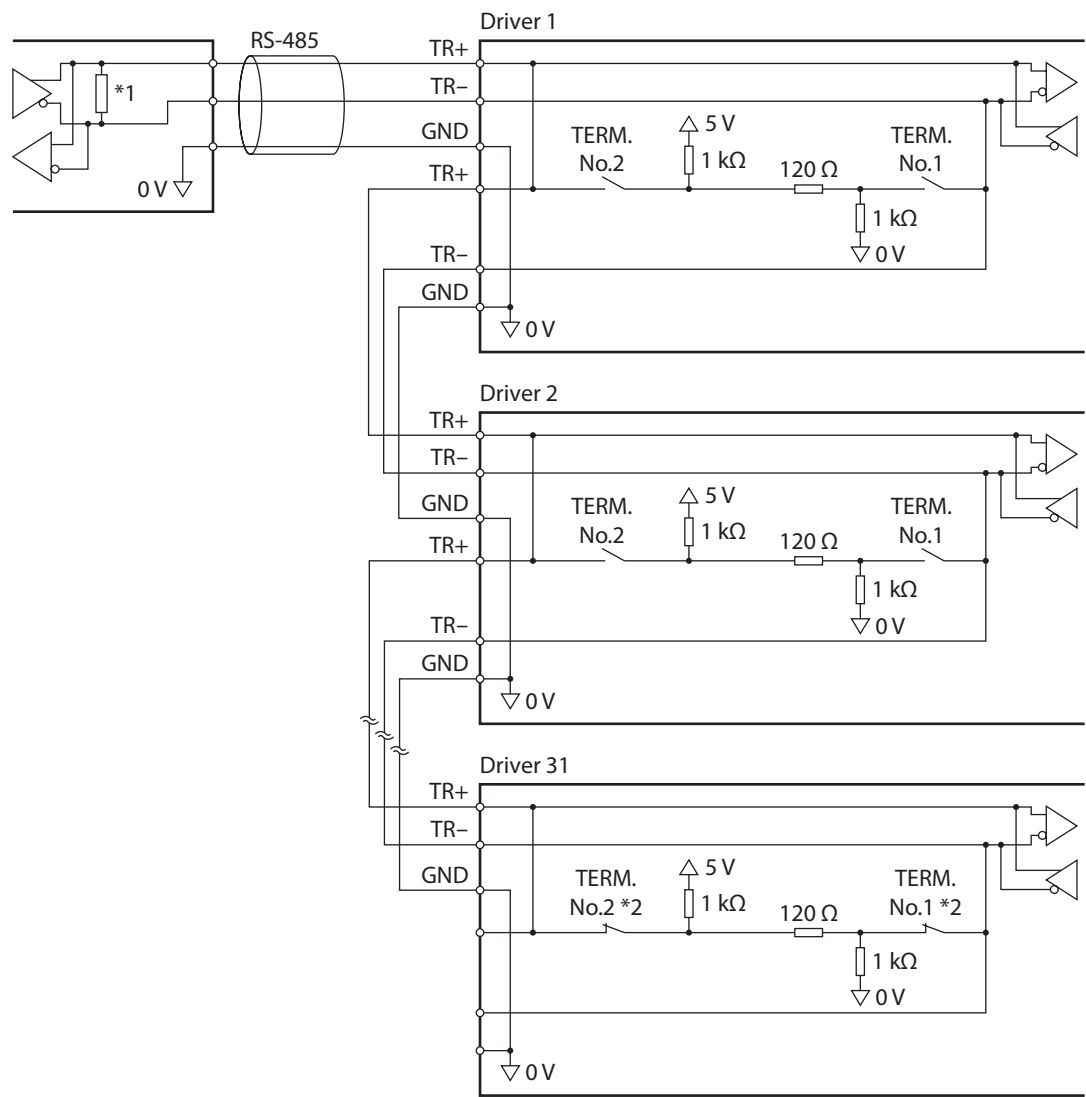 Driver 1
RS-485
TR+
TR–
GND
TR+
TR–
GND
*1
0 V
TERM.
No.2
5 V
1 kΩ
120 Ω
TERM.
No.1
1 kΩ
0 V
0 V
Driver 2
TR+
TR–
GND
TR+
TR–
GND
TERM.
No.2
5 V
1 kΩ
120 Ω
TERM.
No.1
1 kΩ
0 V
0 V
Driver 31
TR+
TR–
GND
TERM.
No.2 *2
5 V
1 kΩ
120 Ω
TERM.
No.1 *2
1 kΩ
0 V
0 V